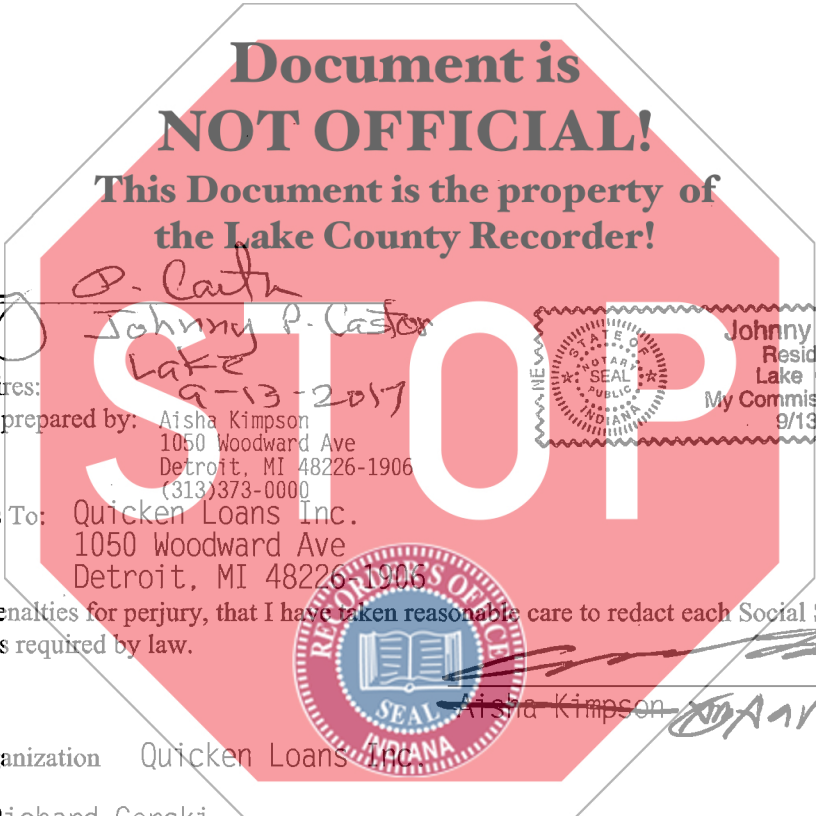 Document is
NOT OFFICIAL!
This Document is the property of
the Lake County Recorder!
STOP
Johnny P. Castor
Lake
9-13-2017
STATE OF
NOTARY
SEAL
PUBLIC
INDIANA
Johnny
Resid
Lake
My Commis
9/13
res:
prepared by: Aisha Kimpson
1050 Woodward Ave
Detroit, MI 48226-1906
(313)373-0000
To: Quicken Loans Inc.
1050 Woodward Ave
Detroit, MI 48226-1906
enalties for perjury, that I have taken reasonable care to redact each Social S
s required by law.
RECORDER'S OFFICE
SEAL
INDIANA
Aisha Kimpson
anization Quicken Loans Inc.